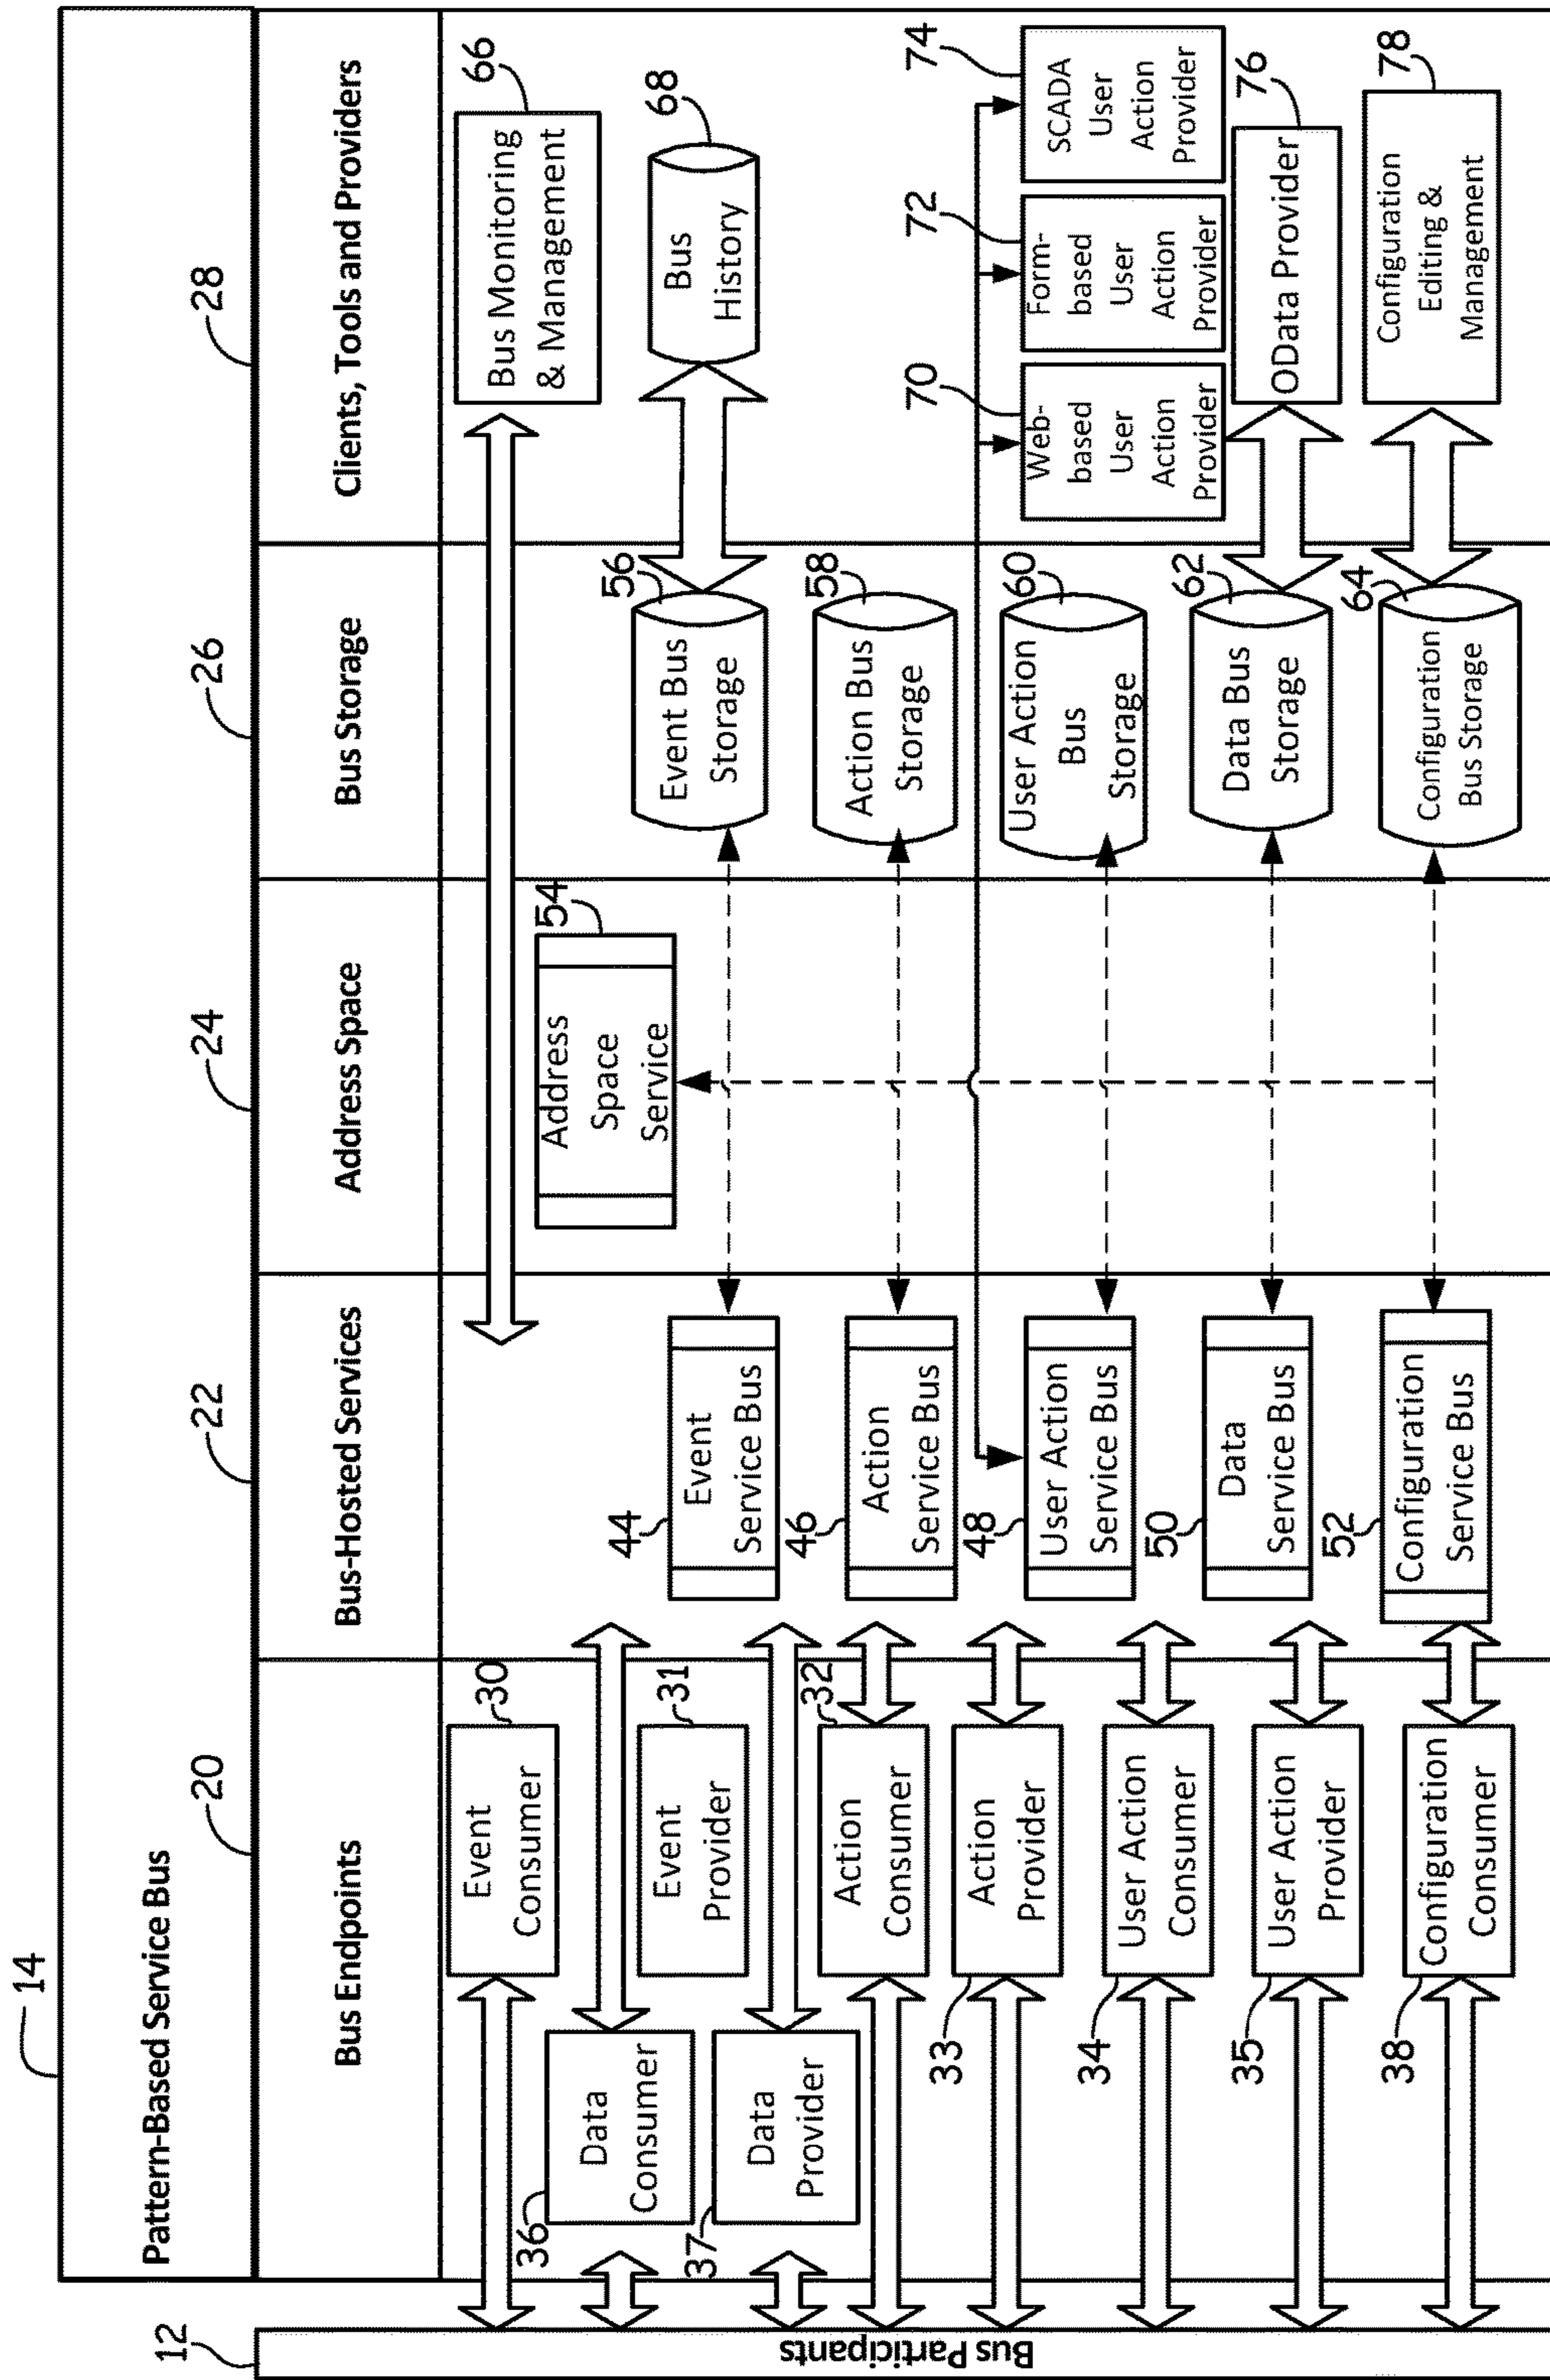 14
Pattern-Based Service Bus
12
Bus Participants
20
22
24
26
28
Bus Endpoints
Bus-Hosted Services
Address Space
Bus Storage
Clients, Tools and Providers
Event
Consumer
30
36
Data
Consumer
Event
Provider
31
37
Data
Provider
Action
Consumer
32
Action
Provider
33
User Action
Consumer
34
User Action
Provider
35
Configuration
Consumer
38
44
Event
Service Bus
46
Action
Service Bus
48
User Action
Service Bus
50
Data
Service Bus
52
Configuration
Service Bus
54
Address
Space
Service
56
Event Bus
Storage
58
Action Bus
Storage
60
User Action
Bus
Storage
62
Data Bus
Storage
64
Configuration
Bus Storage
66
Bus Monitoring
& Management
68
Bus
History
70
Web-
based
User
Action
Provider
72
Form-
based
User
Action
Provider
74
SCADA
User
Action
Provider
76
OData Provider
78
Configuration
Editing &
Management